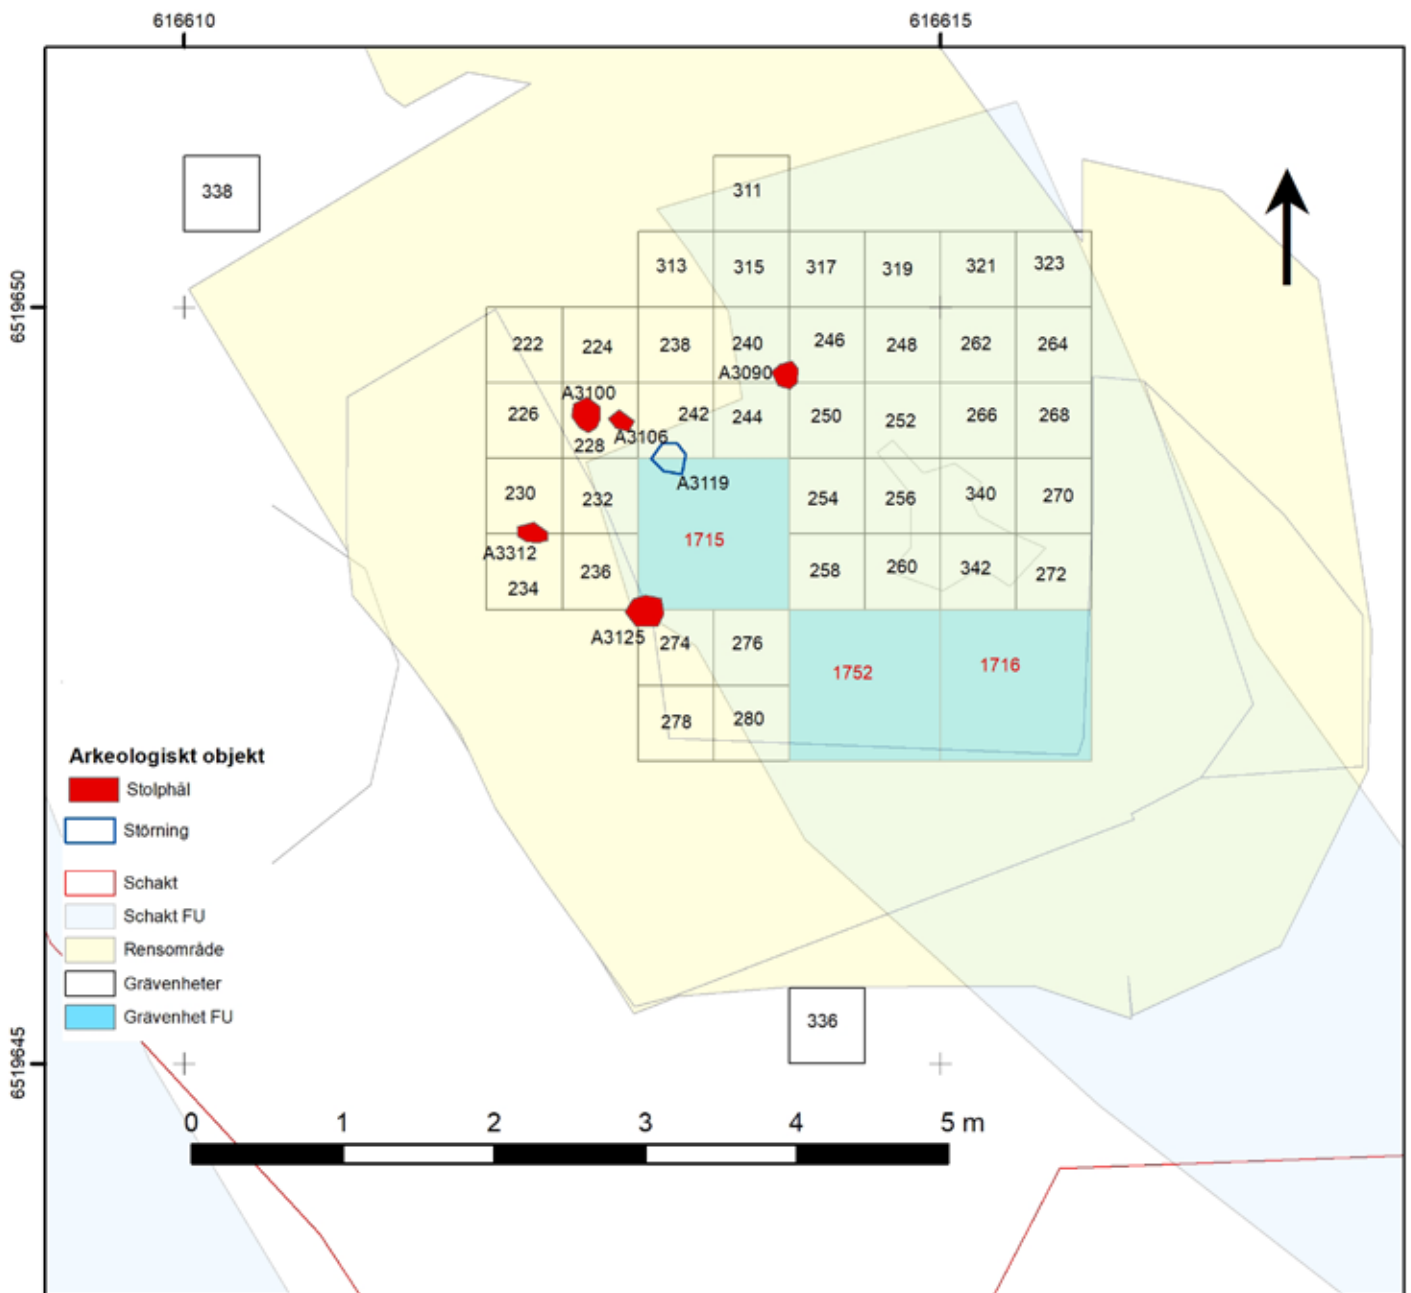 616610 616615
338
311
6519650
313 315 317 319 321 323
222 224 238 240 246 248 262 264
A3090
A3100
226 242 244 250 252 266 268
A3106
228
A3119
230 232 254 256 340 270
1715
A3312
234 236 258 260 342 272
A3125 274 276
1752 1716
278 280
Arkeologiskt objekt
Stolphål
Störning
Schakt
Schakt FU
Rensområde
Grävenheter
Grävenhet FU
336
6519645
0 1 2 3 4 5 m